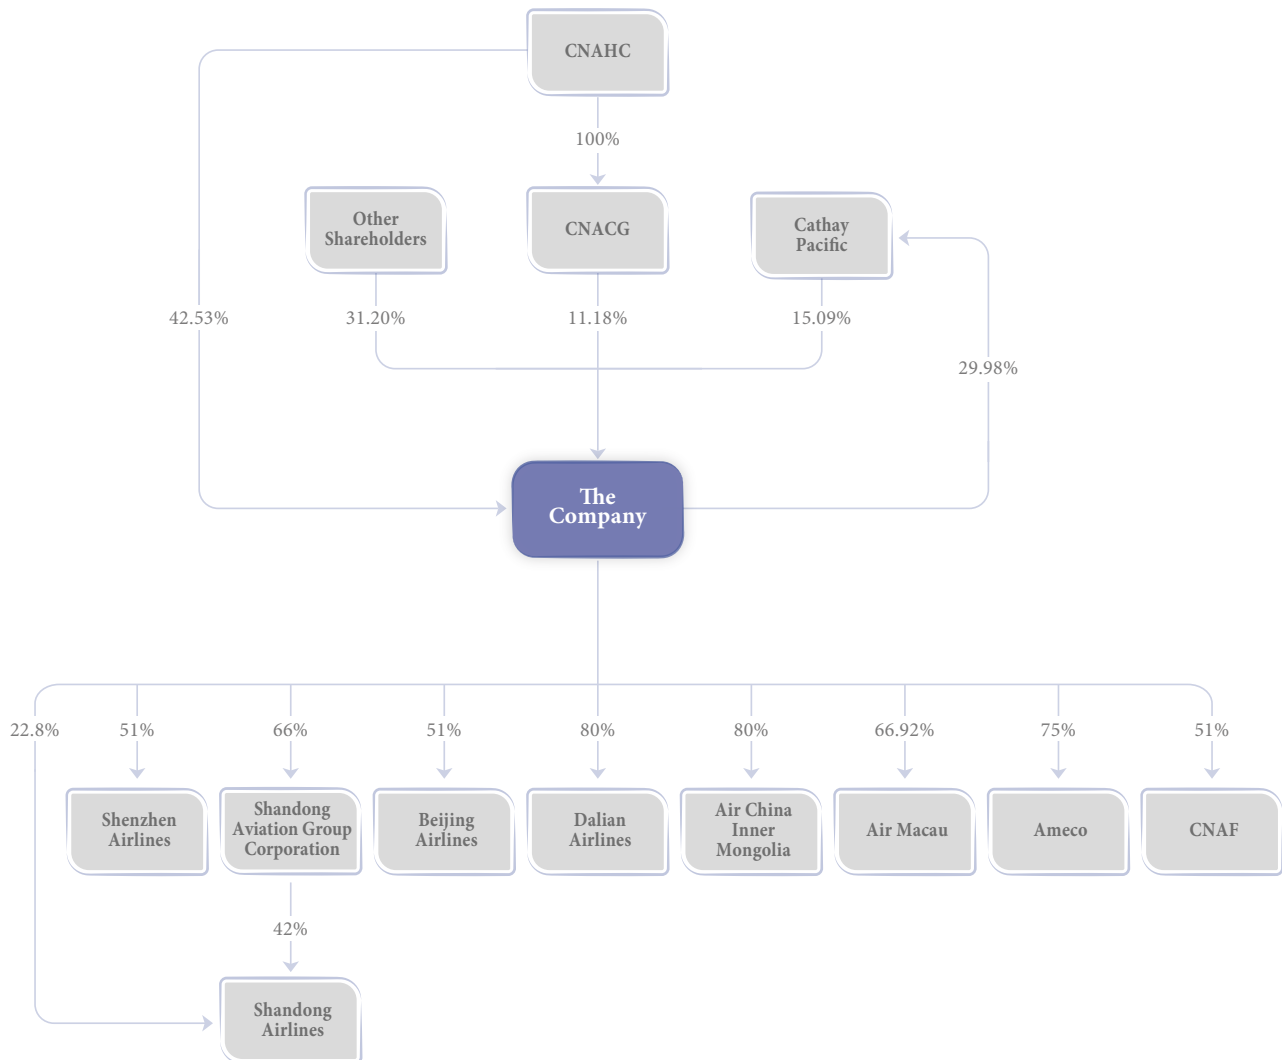 CNAHC
100%
Other
Shareholders
CNACG
Cathay
Pacific
42.53%
31.20%
11.18%
15.09%
29.98%
The
Company
22.8%
51%
66%
51%
80%
80%
66.92%
75%
51%
Shenzhen
Airlines
Shandong
Aviation Group
Corporation
Beijing
Airlines
Dalian
Airlines
Air China
Inner
Mongolia
Air Macau
Ameco
CNAF
42%
Shandong
Airlines